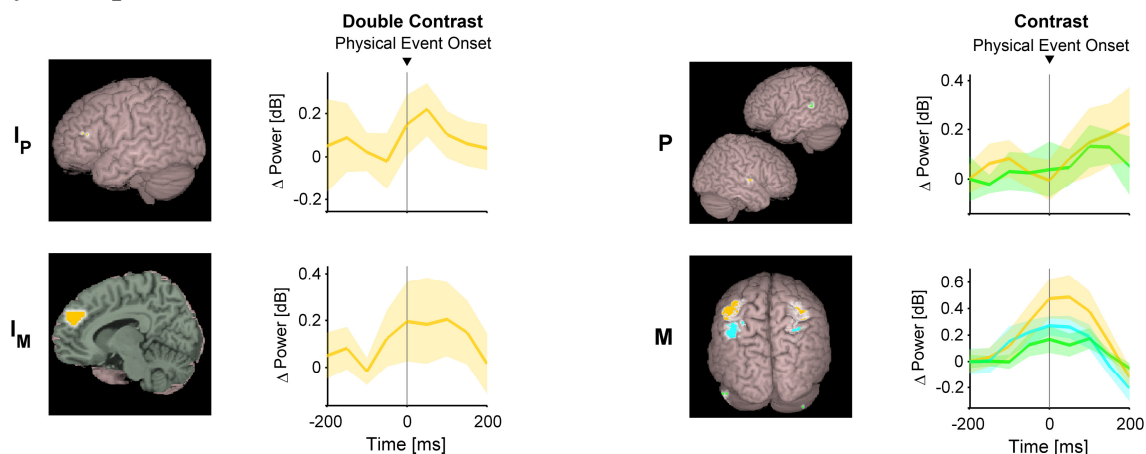 Double Contrast
Physical Event Onset
I_P
Δ Power [dB]
0.2
0
-0.2
I_M
Δ Power [dB]
0.4
0.2
0
-200 0 200
Time [ms]
Contrast
Physical Event Onset
P
Δ Power [dB]
0.4
0.2
0
M
Δ Power [dB]
0.6
0.4
0.2
0
-0.2
-200 0 200
Time [ms]